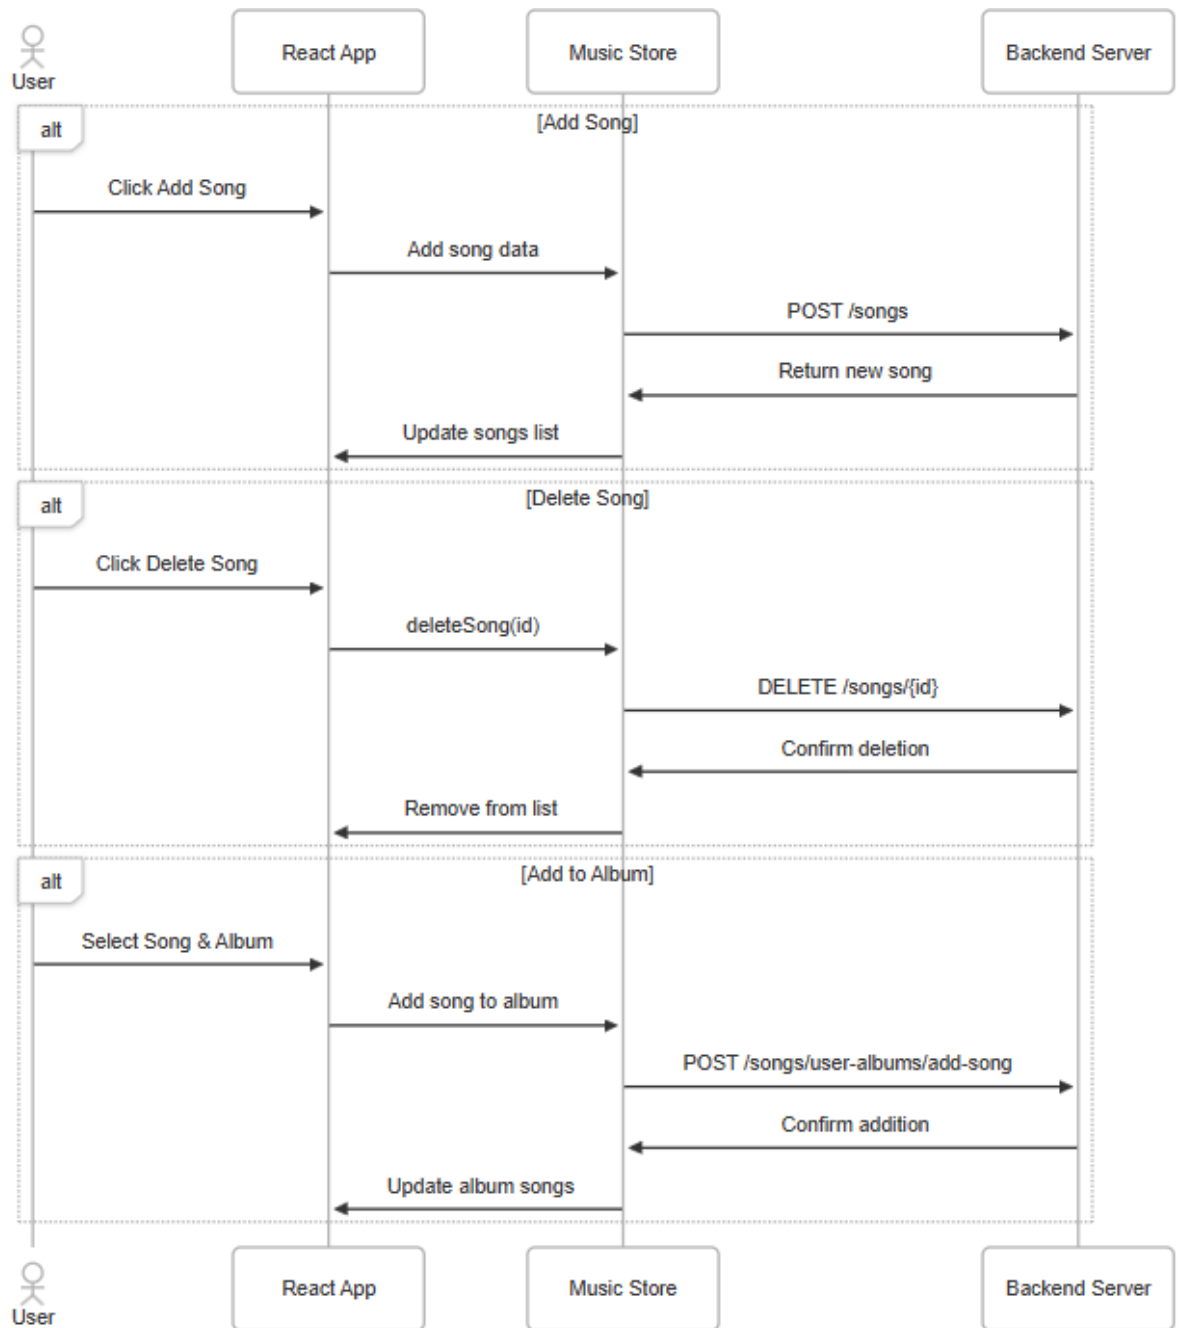 User
React App
Music Store
Backend Server
alt
[Add Song]
Click Add Song
Add song data
POST /songs
Return new song
Update songs list
alt
[Delete Song]
Click Delete Song
deleteSong(id)
DELETE /songs/{id}
Confirm deletion
Remove from list
alt
[Add to Album]
Select Song & Album
Add song to album
POST /songs/user-albums/add-song
Confirm addition
Update album songs
User
React App
Music Store
Backend Server